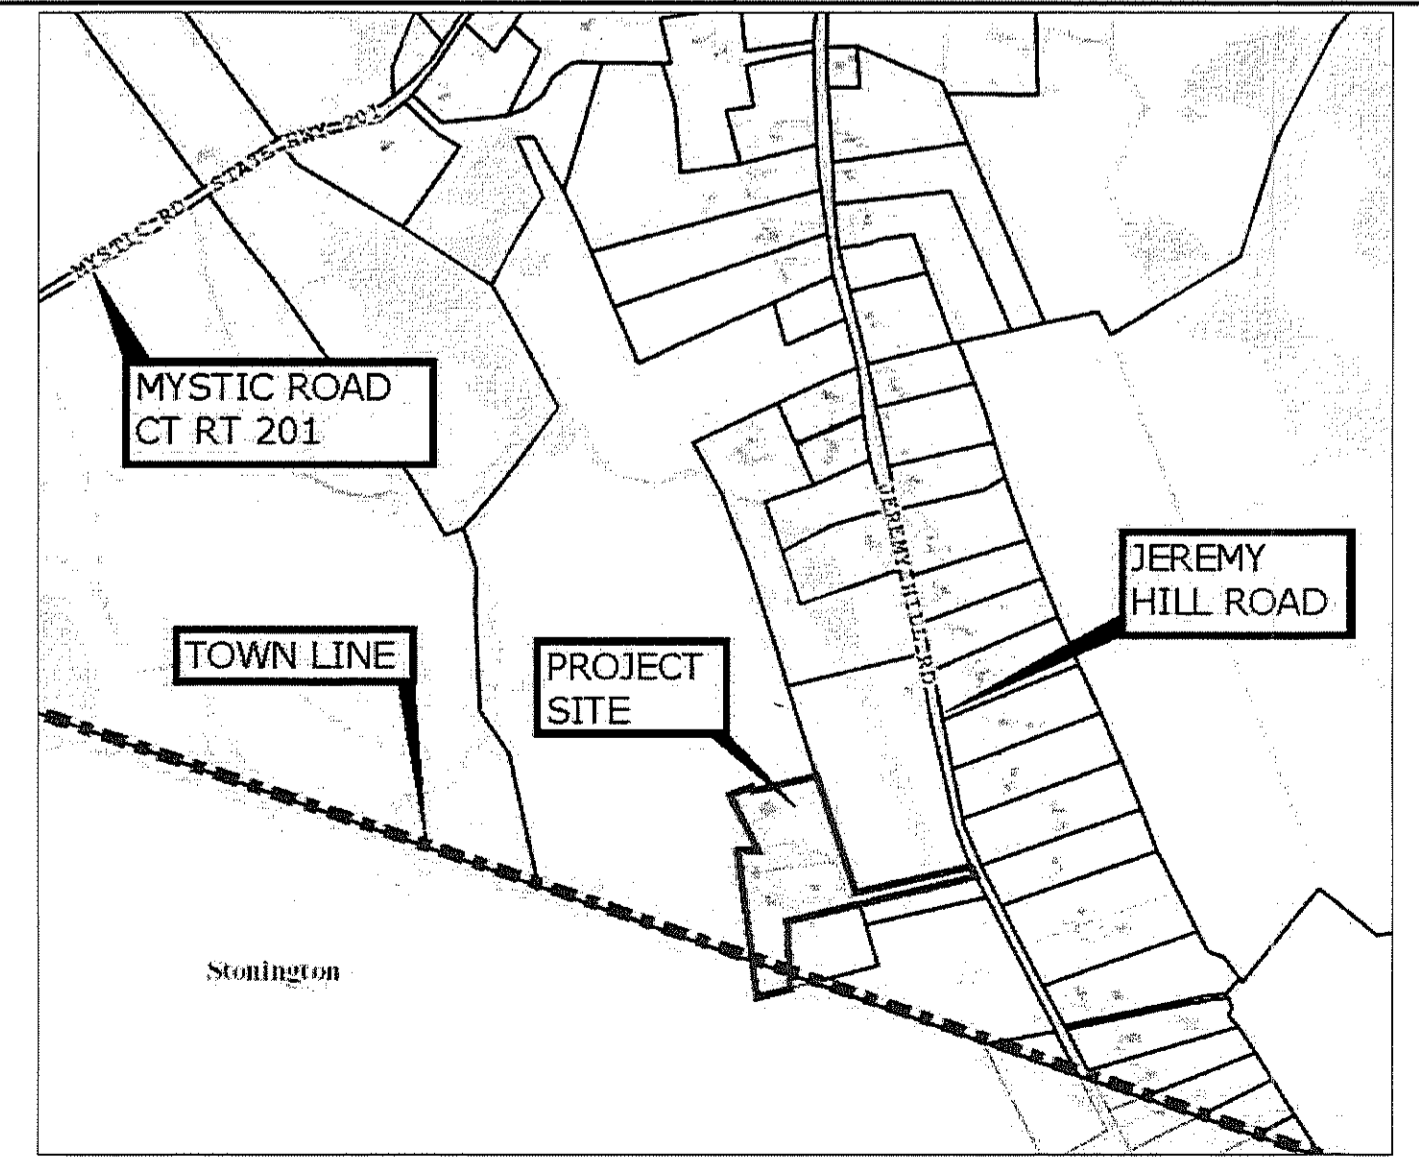 MYSTIC RD STATE HWY 201
MYSTIC ROAD
CT RT 201
JEREMY HILL RD
JEREMY
HILL ROAD
TOWN LINE
PROJECT
SITE
Stonington